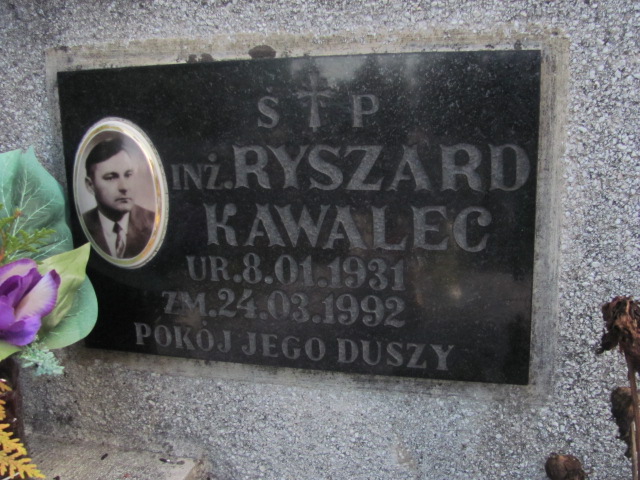 Ś † P
INŻ. RYSZARD
KAWALEC
UR. 8.01.1931
ZM. 24.03.1992
POKÓJ JEGO DUSZY